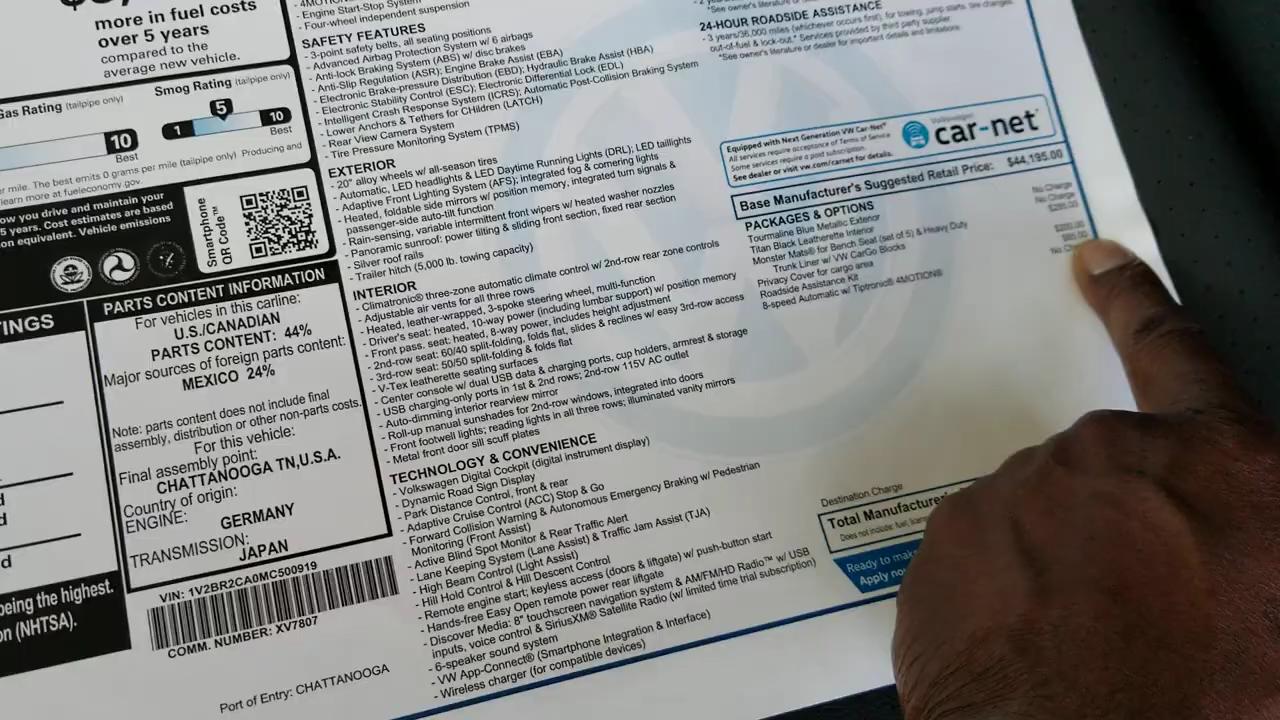 more in fuel costs
over 5 years
compared to the
average new vehicle.
Gas Rating (tailpipe only)
Smog Rating (tailpipe only)
10
Best
5
1
10
Best
per mile (tailpipe only) Producing and
mile. The best emits 0 grams
learn more at fueleconomy.gov.
how you drive and maintain your
5 years. Cost estimates are based
on equivalent. Vehicle emissions
Smartphone
QR Code™
INGS
being the highest.
on (NHTSA).
PARTS CONTENT INFORMATION
For vehicles in this carline:
U.S./CANADIAN
PARTS CONTENT: 44%
Major sources of foreign parts content:
MEXICO 24%
Note: parts content does not include final
assembly, distribution or other non-parts costs.
For this vehicle:
Final assembly point:
CHATTANOOGA TN,U.S.A.
Country of origin:
ENGINE:
GERMANY
TRANSMISSION:
JAPAN
VIN: 1V2BR2CA0MC500919
COMM. NUMBER: XV7807
Port of Entry: CHATTANOOGA
- Engine Start-Stop System
- Four-wheel independent suspension
SAFETY FEATURES
- 3-point safety belts, all seating positions
- Advanced Airbag Protection System w/ 6 airbags
- Anti-lock Braking System (ABS) w/ disc brakes
- Anti-Slip Regulation (ASR); Engine Brake Assist (EBA)
- Electronic Brake-pressure Distribution (EBD); Hydraulic Brake Assist (HBA)
- Electronic Stability Control (ESC); Electronic Differential Lock (EDL)
- Intelligent Crash Response System (ICRS); Automatic Post-Collision Braking System
- Lower Anchors & Tethers for Children (LATCH)
- Rear View Camera System
- Tire Pressure Monitoring System (TPMS)
EXTERIOR
- 20" alloy wheels w/ all-season tires
- Automatic, LED headlights & LED Daytime Running Lights (DRL); LED taillights
- Adaptive Front Lighting System (AFS); integrated fog & cornering lights
- Heated, foldable side mirrors w/ position memory, integrated turn signals &
passenger-side auto-tilt function
- Rain-sensing, variable intermittent front wipers w/ heated washer nozzles
- Panoramic sunroof: power tilting & sliding front section, fixed rear section
- Silver roof rails
- Trailer hitch (5,000 lb. towing capacity)
INTERIOR
- Climatronic® three-zone automatic climate control w/ 2nd-row rear zone controls
- Adjustable air vents for all three rows
- Heated, leather-wrapped, 3-spoke steering wheel, multi-function
- Driver's seat: heated, 10-way power (including lumbar support) w/ position memory
- Front pass. seat: heated, 8-way power, includes height adjustment
- 2nd-row seat: 60/40 split-folding, folds flat, slides & reclines w/ easy 3rd-row access
- 3rd-row seat: 50/50 split-folding & folds flat
- V-Tex leatherette seating surfaces
- Center console w/ dual USB data & charging ports, cup holders, armrest & storage
- USB charging-only ports in 1st & 2nd rows; 2nd-row 115V AC outlet
- Auto-dimming interior rearview mirror
- Roll-up manual sunshades for 2nd-row windows, integrated into doors
- Front footwell lights; reading lights in all three rows; illuminated vanity mirrors
- Metal front door sill scuff plates
TECHNOLOGY & CONVENIENCE
- Volkswagen Digital Cockpit (digital instrument display)
- Dynamic Road Sign Display
- Park Distance Control, front & rear
- Adaptive Cruise Control (ACC) Stop & Go
- Forward Collision Warning & Autonomous Emergency Braking w/ Pedestrian
Monitoring (Front Assist)
- Active Blind Spot Monitor & Rear Traffic Alert
- Lane Keeping System (Lane Assist) & Traffic Jam Assist (TJA)
- High Beam Control (Light Assist)
- Hill Hold Control & Hill Descent Control
- Remote engine start; keyless access (doors & liftgate) w/ push-button start
- Hands-free Easy Open remote power rear liftgate
- Discover Media: 8" touchscreen navigation system & AM/FM/HD Radio™ w/ USB
inputs, voice control & SiriusXM® Satellite Radio (w/ limited time trial subscription)
- 6-speaker sound system
- VW App-Connect® (Smartphone Integration & Interface)
- Wireless charger (for compatible devices)
*See owner's literature
24-HOUR ROADSIDE ASSISTANCE
- 3 years/36,000 miles (whichever occurs first), for towing, jump starts, tire changes,
out-of-fuel & lock-out.* Services provided by third party supplier.
*See owner's literature or dealer for important details and limitations.
Equipped with Next Generation VW Car-Net®
All services require acceptance of Terms of Service
Some services require a paid subscription.
See dealer or visit vw.com/carnet for details.
Volkswagen
car-net®
Base Manufacturer's Suggested Retail Price: $44,195.00
PACKAGES & OPTIONS
Tourmaline Blue Metallic Exterior No Charge
Titan Black Leatherette Interior No Charge
Monster Mats® for Bench Seat (set of 5) & Heavy Duty
Trunk Liner w/ VW CarGo Blocks
Privacy Cover for cargo area
Roadside Assistance Kit
8-speed Automatic w/ Tiptronic® 4MOTION®
Destination Charge
Total Manufacturer's
Does not include: fuel,
Ready to make
Apply now